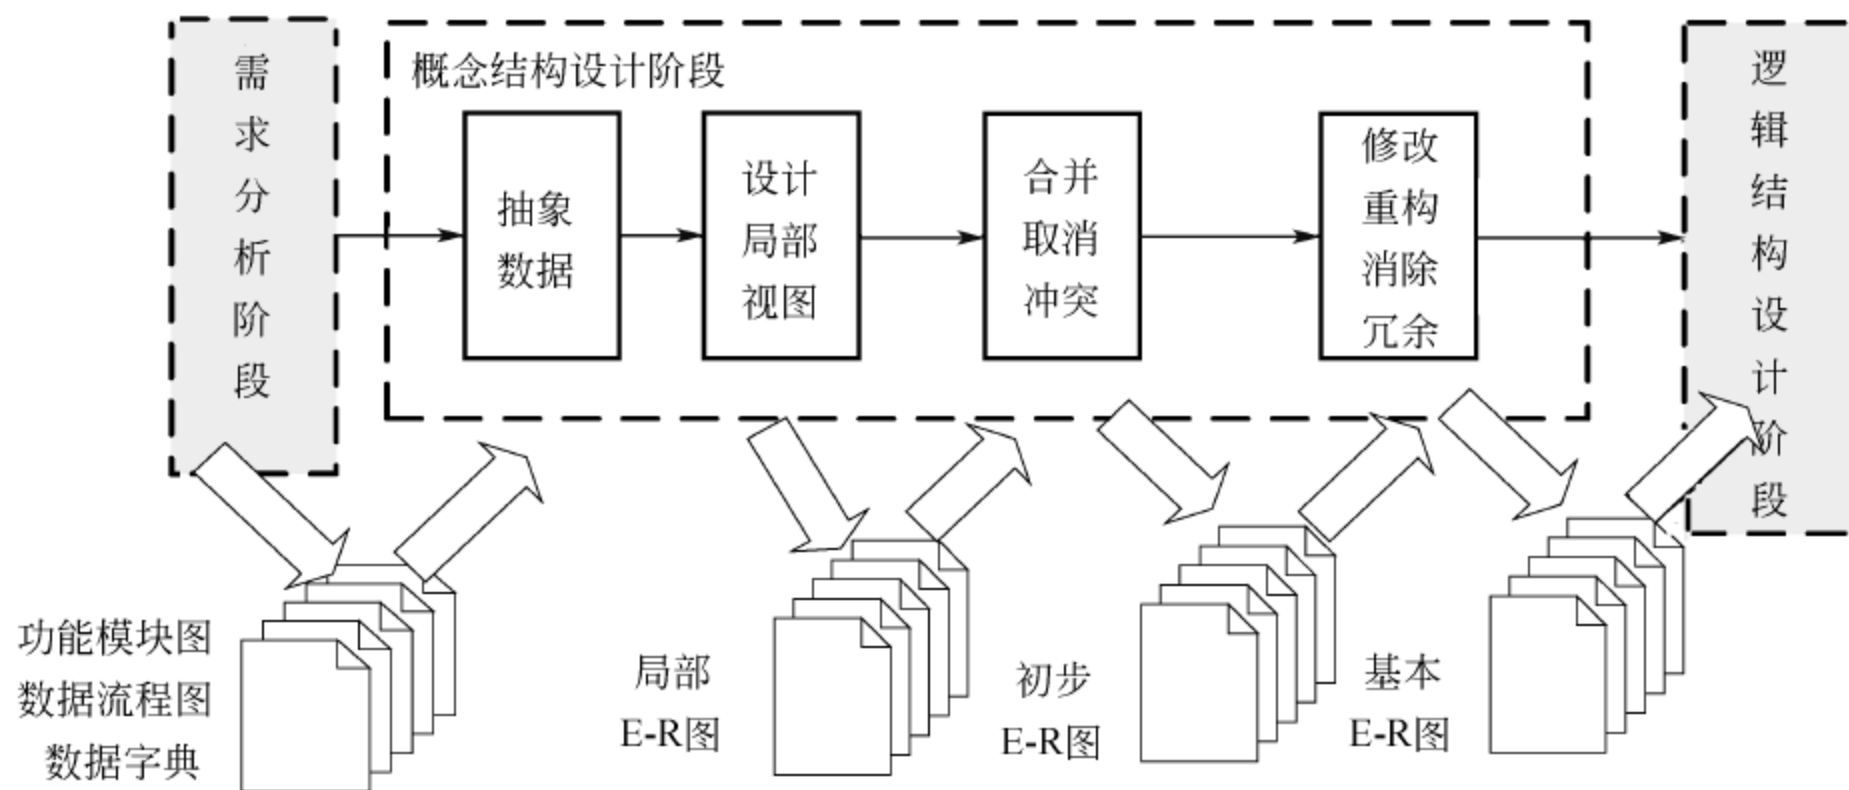 需求分析阶段
概念结构设计阶段
抽象
数据
设计
局部
视图
合并
取消
冲突
修改
重构
消除
冗余
逻辑结构设计阶段
功能模块图
数据流程图
数据字典
局部
E-R图
初步
E-R图
基本
E-R图